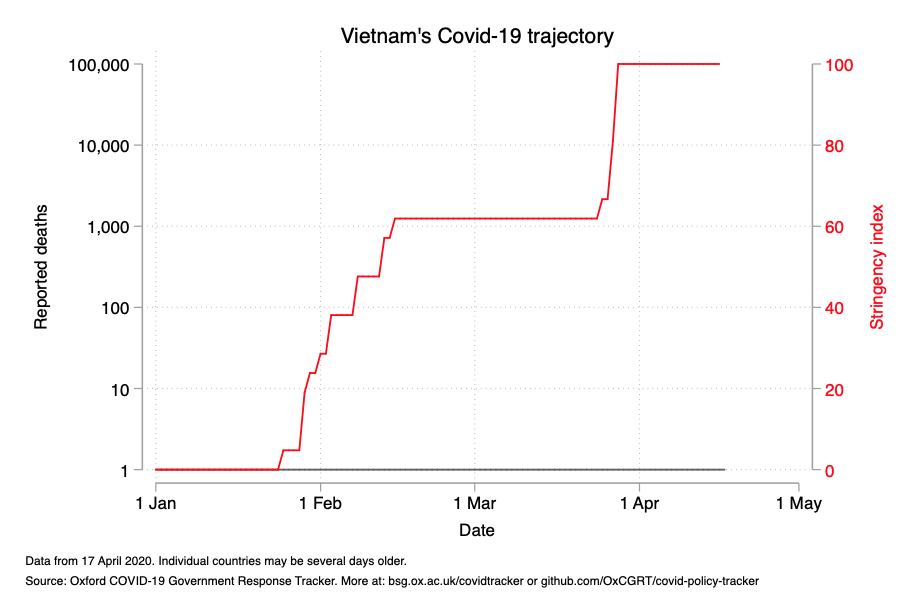 Vietnam's Covid-19 trajectory
100,000
10,000
1,000
100
10
1
Reported deaths
100
80
60
40
20
0
Stringency index
1 Jan
1 Feb
1 Mar
1 Apr
1 May
Date
Data from 17 April 2020. Individual countries may be several days older.
Source: Oxford COVID-19 Government Response Tracker. More at: bsg.ox.ac.uk/covidtracker or github.com/OxCGRT/covid-policy-tracker